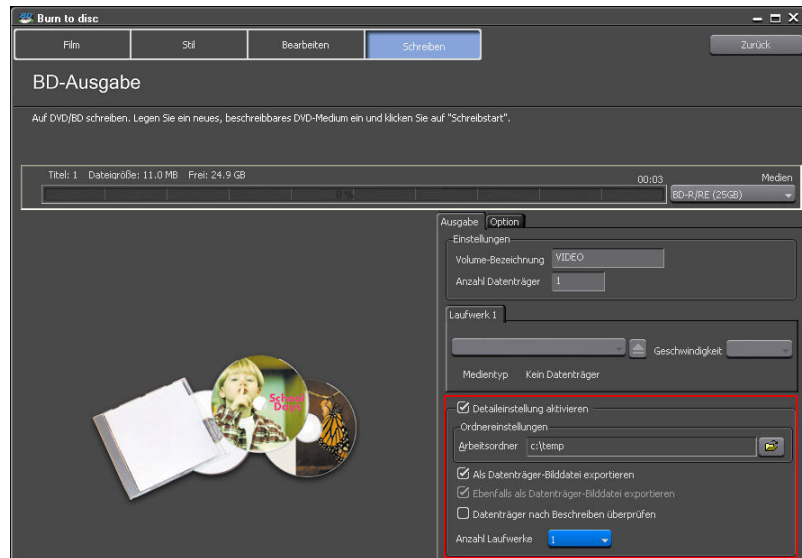 Burn to disc
Film Stil Bearbeiten Schreiben Zurück
BD-Ausgabe
Auf DVD/BD schreiben. Legen Sie ein neues, beschreibbares DVD-Medium ein und klicken Sie auf "Schreibstart".
Titel: 1 Dateigröße: 11.0 MB Frei: 24.9 GB 00:03 Medien
0 % BD-R/RE (25GB)
Ausgabe Option
Einstellungen
Volume-Bezeichnung VIDEO
Anzahl Datenträger 1
Laufwerk 1
Geschwindigkeit
Medientyp Kein Datenträger
School Days
Detaileinstellung aktivieren
Ordnereinstellungen
Arbeitsordner c:\temp
Als Datenträger-Bilddatei exportieren
Ebenfalls als Datenträger-Bilddatei exportieren
Datenträger nach Beschreiben überprüfen
Anzahl Laufwerke 1